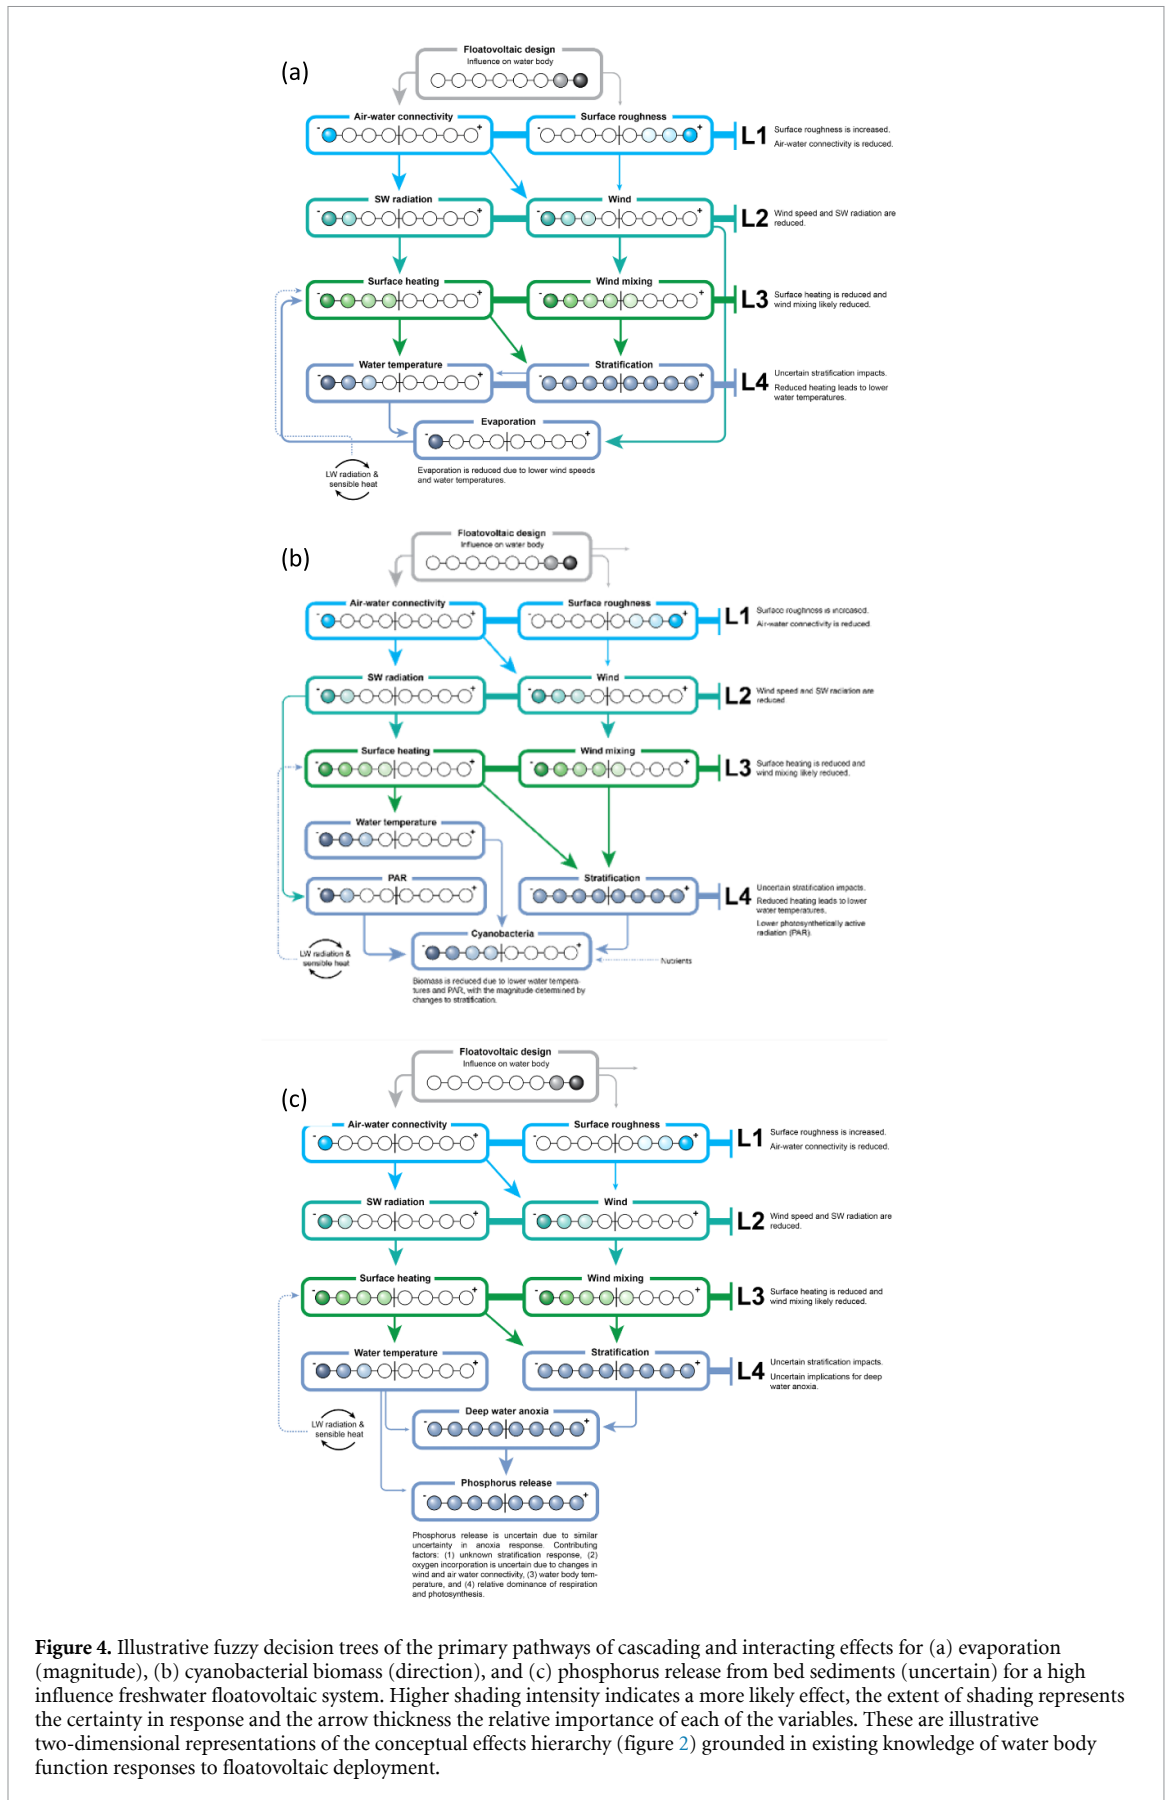 (a)
Floatovoltaic design
Influence on water body
Air-water connectivity
- +
Surface roughness
- +
L1
Surface roughness is increased.
Air-water connectivity is reduced.
SW radiation
- +
Wind
- +
L2
Wind speed and SW radiation are
reduced.
Surface heating
- +
Wind mixing
- +
L3
Surface heating is reduced and
wind mixing likely reduced.
Water temperature
- +
Stratification
- +
L4
Uncertain stratification impacts.
Reduced heating leads to lower
water temperatures.
Evaporation
- +
Evaporation is reduced due to lower wind speeds
and water temperatures.
LW radiation &
sensible heat
(b)
Floatovoltaic design
Influence on water body
Air-water connectivity
- +
Surface roughness
- +
L1
Surface roughness is increased.
Air-water connectivity is reduced
SW radiation
- +
Wind
- +
L2
Wind speed and SW radiation are
reduced
Surface heating
- +
Wind mixing
- +
L3
Surface heating is reduced and
wind mixing likely reduced.
Water temperature
- +
PAR
- +
Stratification
- +
L4
Uncertain stratification impacts.
Reduced heating leads to lower
water temperatures.
Lower photosynthetically active
radiation (PAR).
Cyanobacteria
- +
LW radiation &
sensible heat
Nutrients
Biomass is reduced due to lower water tempera-
tures and PAR, with the magnitude determined by
changes to stratification.
(c)
Floatovoltaic design
Influence on water body
Air-water connectivity
- +
Surface roughness
- +
L1
Surface roughness is increased.
Air-water connectivity is reduced.
SW radiation
- +
Wind
- +
L2
Wind speed and SW radiation are
reduced.
Surface heating
- +
Wind mixing
- +
L3
Surface heating is reduced and
wind mixing likely reduced.
Water temperature
- +
Stratification
- +
L4
Uncertain stratification impacts.
Uncertain implications for deep
water anoxia.
Deep water anoxia
- +
LW radiation &
sensible heat
Phosphorus release
- +
Phosphorus release is uncertain due to similar
uncertainty in anoxia response. Contributing
factors: (1) unknown stratification response, (2)
oxygen incorporation is uncertain due to changes in
wind and air water connectivity, (3) water body tem-
perature, and (4) relative dominance of respiration
and photosynthesis.
Figure 4. Illustrative fuzzy decision trees of the primary pathways of cascading and interacting effects for (a) evaporation
(magnitude), (b) cyanobacterial biomass (direction), and (c) phosphorus release from bed sediments (uncertain) for a high
influence freshwater floatovoltaic system. Higher shading intensity indicates a more likely effect, the extent of shading represents
the certainty in response and the arrow thickness the relative importance of each of the variables. These are illustrative
two-dimensional representations of the conceptual effects hierarchy (figure 2) grounded in existing knowledge of water body
function responses to floatovoltaic deployment.